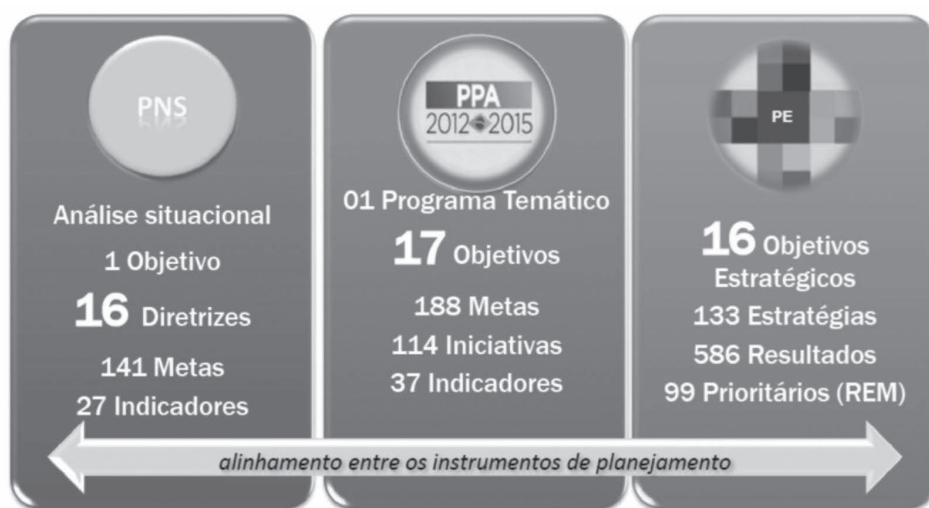 PNS
Análise situacional
1 Objetivo
16 Diretrizes
141 Metas
27 Indicadores
PPA
2012 2015
01 Programa Temático
17 Objetivos
188 Metas
114 Iniciativas
37 Indicadores
PE
16 Objetivos
Estratégicos
133 Estratégias
586 Resultados
99 Prioritários (REM)
alinhamento entre os instrumentos de planejamento